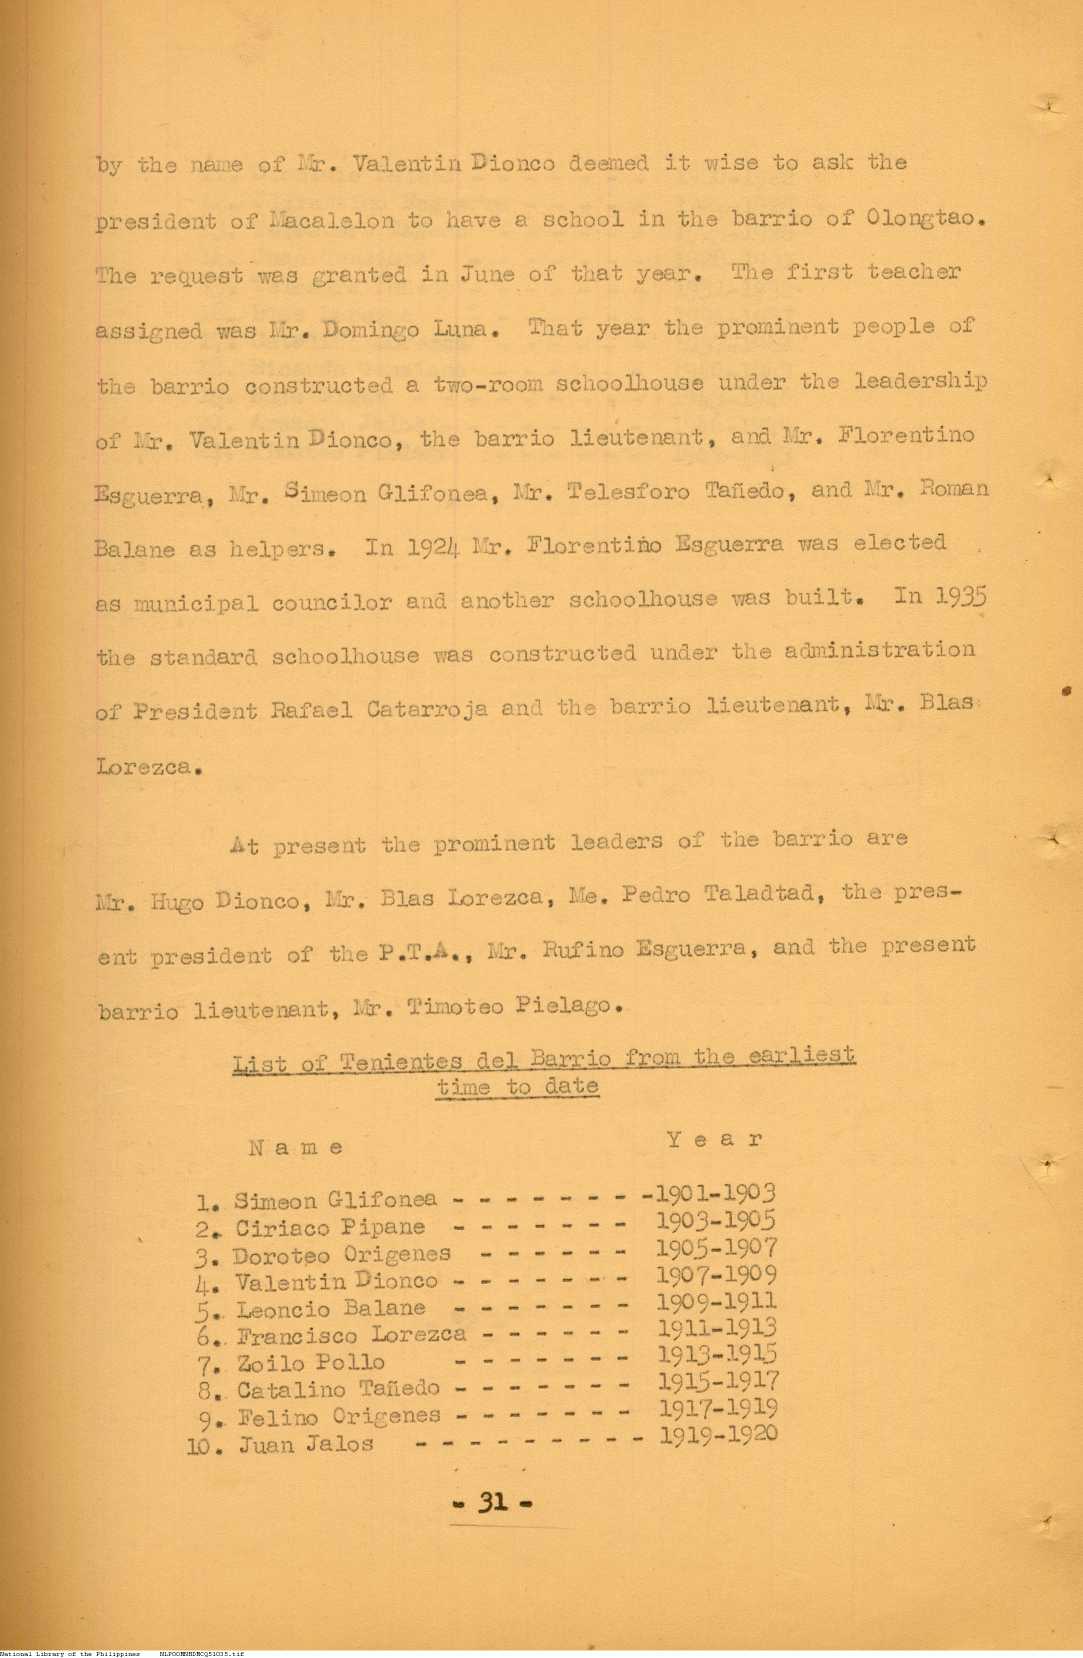 by the name of Mr. Valentin Dionco deemed it wise to ask the
president of Macalelon to have a school in the barrio of Olongtao.
The request was granted in June of that year. The first teacher
assigned was Mr. Domingo Luna. That year the prominent people of
the barrio constructed a two-room schoolhouse under the leadership
of Mr. Valentin Dionco, the barrio lieutenant, and Mr. Florentino
Esguerra, Mr. Simeon Glifonea, Mr. Telesforo Tañedo, and Mr. Roman
Balane as helpers. In 1924 Mr. Florentino Esguerra was elected
as municipal councilor and another schoolhouse was built. In 1935
the standard schoolhouse was constructed under the administration
of President Rafael Catarroja and the barrio lieutenant, Mr. Blas
Lorezca.
At present the prominent leaders of the barrio are
Mr. Hugo Dionco, Mr. Blas Lorezca, Me. Pedro Taladtad, the pres-
ent president of the P.T.A., Mr. Rufino Esguerra, and the present
barrio lieutenant, Mr. Timoteo Pielago.
List of Tenientes del Barrio from the earliest
time to date
N a m e Y e a r
1. Simeon Glifonea - - - - - - - -1901-1903
2. Ciriaco Pipane - - - - - - - 1903-1905
3. Doroteo Origenes - - - - - - 1905-1907
4. Valentin Dionco - - - - - - - 1907-1909
5. Leoncio Balane - - - - - - - 1909-1911
6. Francisco Lorezca - - - - - - 1911-1913
7. Zoilo Pollo - - - - - - - 1913-1915
8. Catalino Tañedo - - - - - - - 1915-1917
9. Felino Origenes - - - - - - - 1917-1919
10. Juan Jalos - - - - - - - - - 1919-1920
- 31 -
National Library of the Philippines NLPOOMNHDMCQ51035.tif